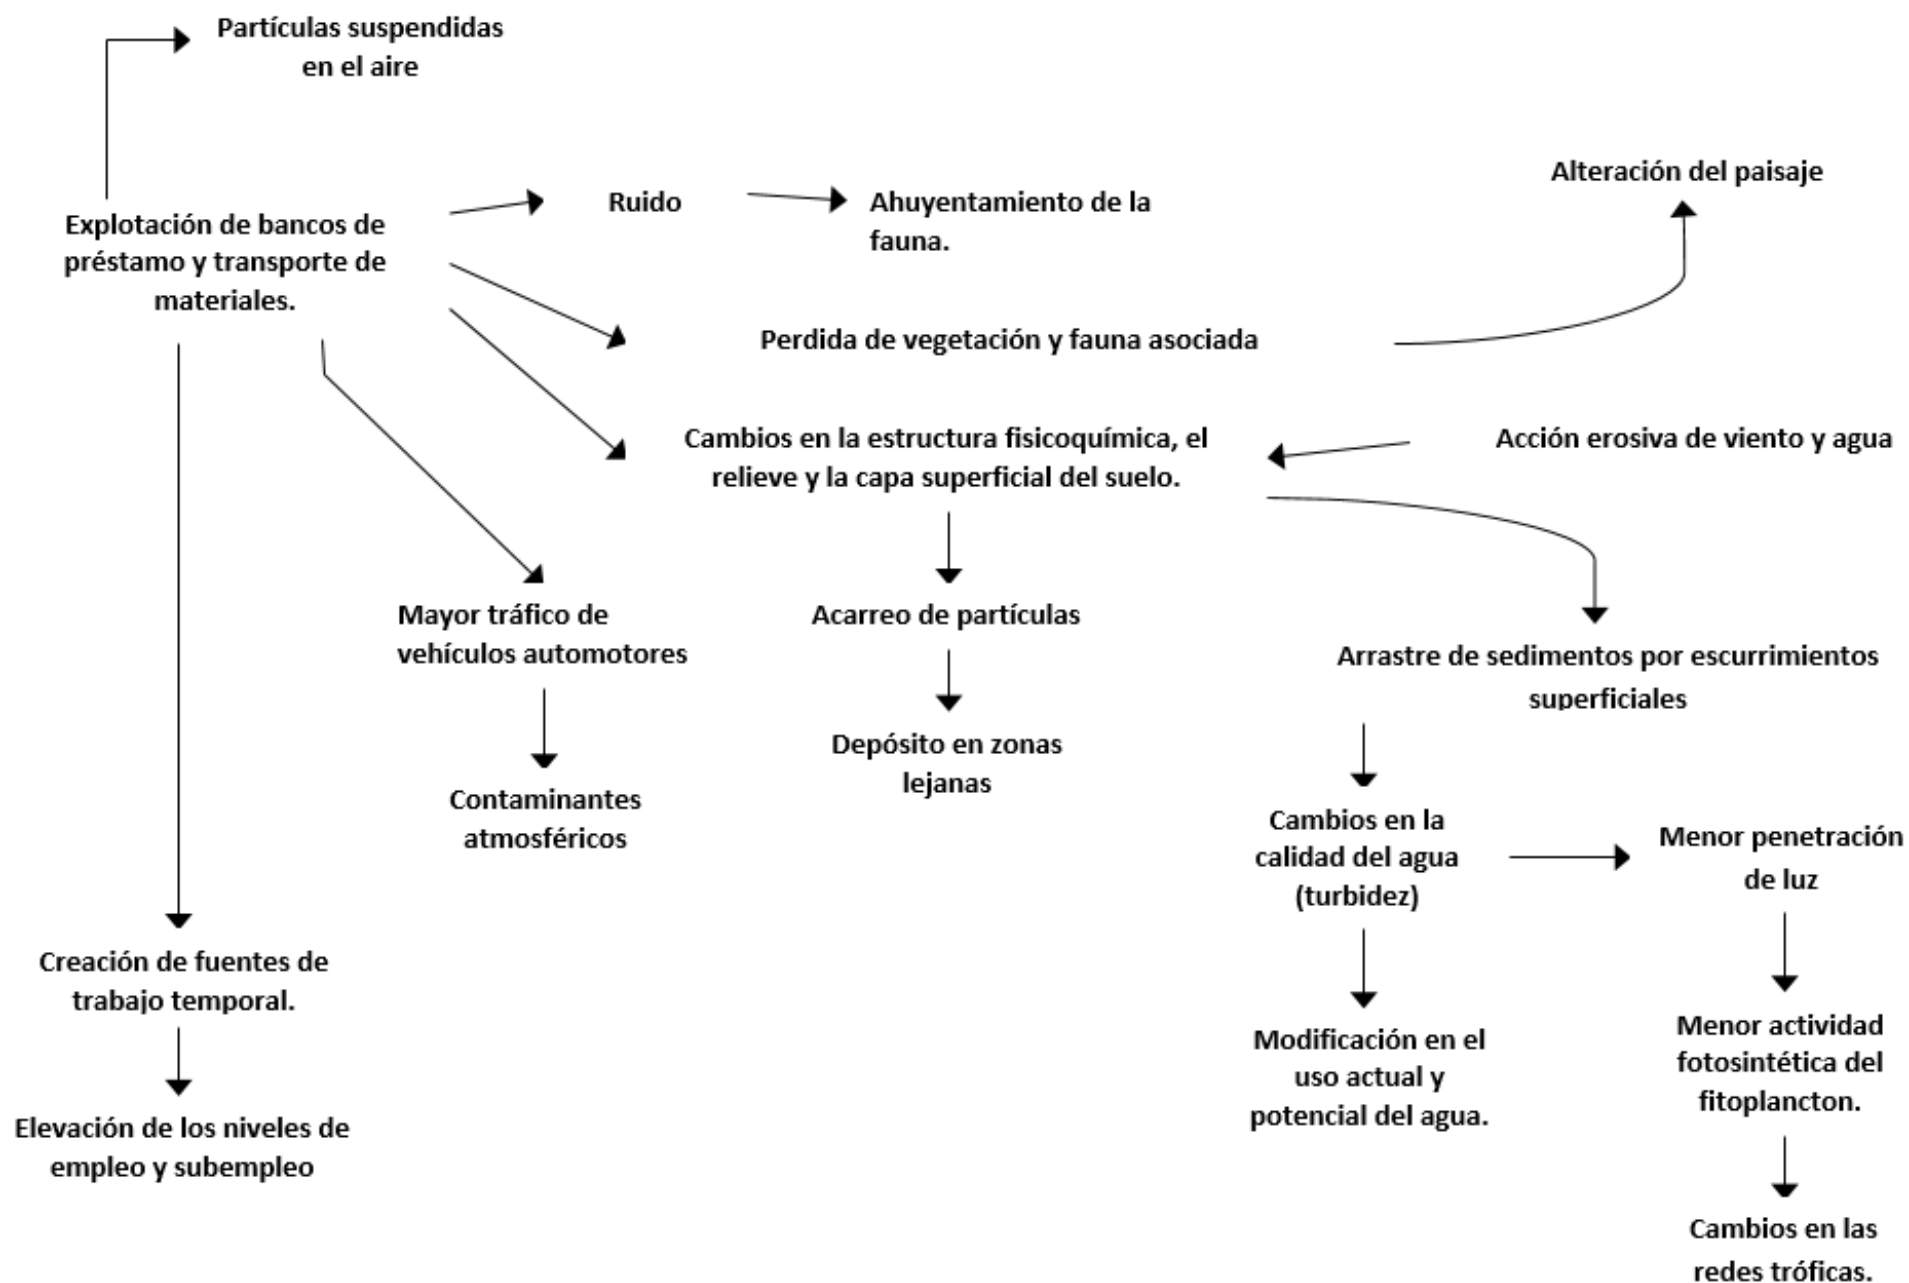 Partículas suspendidas
en el aire
Alteración del paisaje
Ruido
Ahuyentamiento de la
fauna.
Explotación de bancos de
préstamo y transporte de
materiales.
Perdida de vegetación y fauna asociada
Cambios en la estructura fisicoquímica, el
relieve y la capa superficial del suelo.
Acción erosiva de viento y agua
Mayor tráfico de
vehículos automotores
Acarreo de partículas
Arrastre de sedimentos por escurrimientos
superficiales
Depósito en zonas
lejanas
Contaminantes
atmosféricos
Cambios en la
calidad del agua
(turbidez)
Menor penetración
de luz
Creación de fuentes de
trabajo temporal.
Modificación en el
uso actual y
potencial del agua.
Menor actividad
fotosintética del
fitoplancton.
Elevación de los niveles de
empleo y subempleo
Cambios en las
redes tróficas.